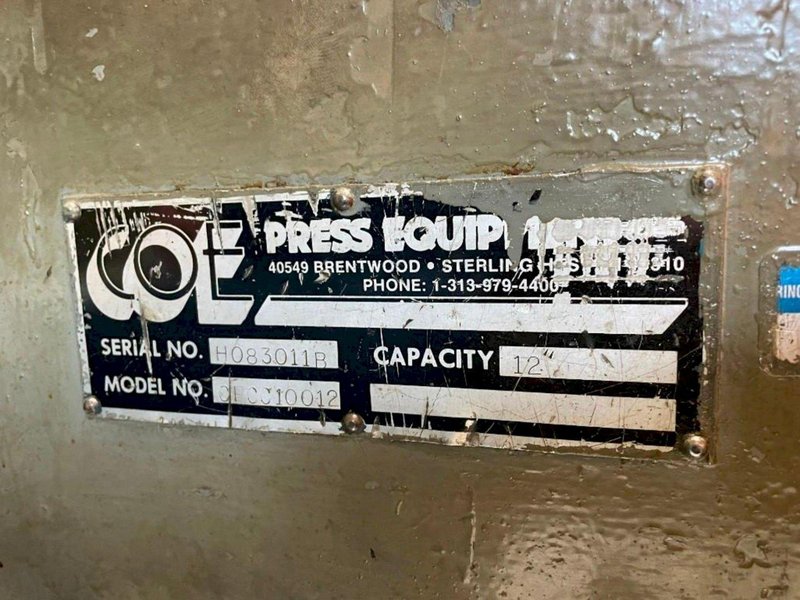 COE
PRESS EQUIP
40549 BRENTWOOD • STERLING
PHONE: 1-313-979-4400
SERIAL NO. H083011B
CAPACITY 12
MODEL NO.